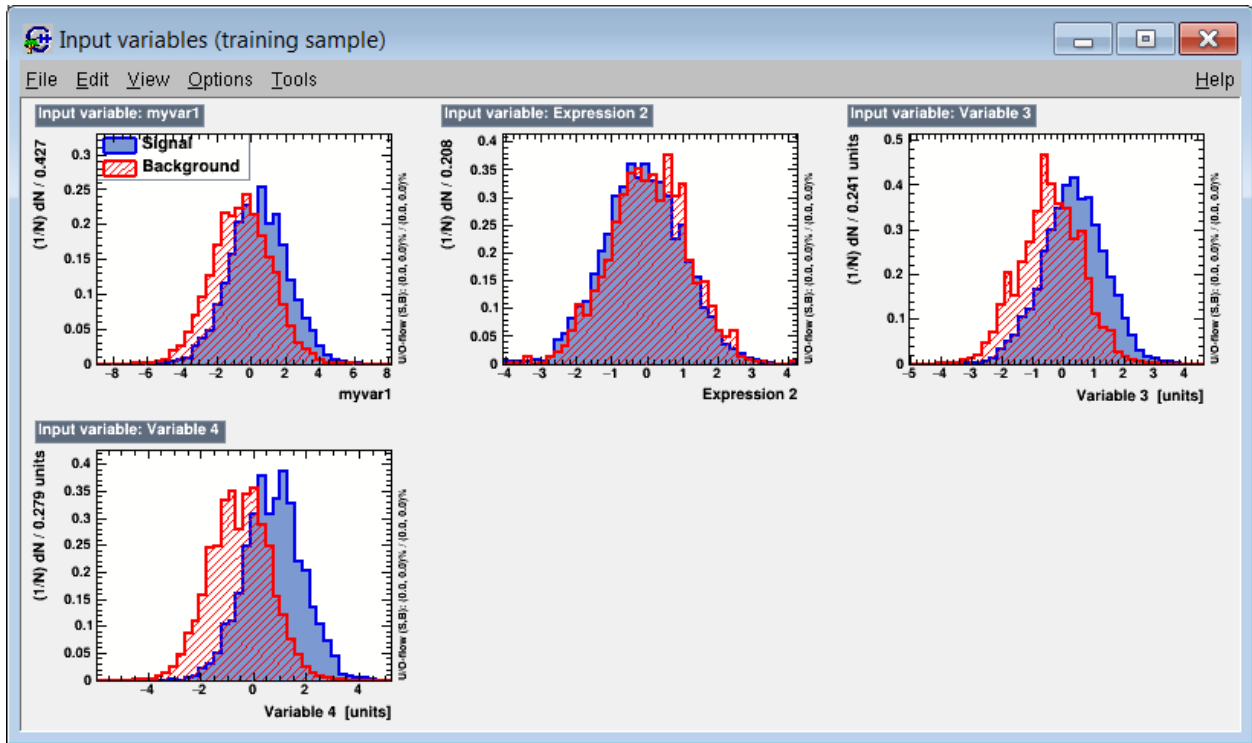 Input variables (training sample)
File Edit View Options Tools Help
Input variable: myvar1
(1/N) dN / 0.427
0.3
0.25
0.2
0.15
0.1
0.05
0
Signal
Background
−8 −6 −4 −2 0 2 4 6 8
myvar1
U/O-flow (S,B): (0.0, 0.0)% / (0.0, 0.0)%
Input variable: Expression 2
(1/N) dN / 0.208
0.4
0.35
0.3
0.25
0.2
0.15
0.1
0.05
0
−4 −3 −2 −1 0 1 2 3 4
Expression 2
U/O-flow (S,B): (0.0, 0.0)% / (0.0, 0.0)%
Input variable: Variable 3
(1/N) dN / 0.241 units
0.5
0.4
0.3
0.2
0.1
0
−5 −4 −3 −2 −1 0 1 2 3 4
Variable 3 [units]
U/O-flow (S,B): (0.0, 0.0)% / (0.0, 0.0)%
Input variable: Variable 4
(1/N) dN / 0.279 units
0.4
0.35
0.3
0.25
0.2
0.15
0.1
0.05
0
−4 −2 0 2 4
Variable 4 [units]
U/O-flow (S,B): (0.0, 0.0)% / (0.0, 0.0)%